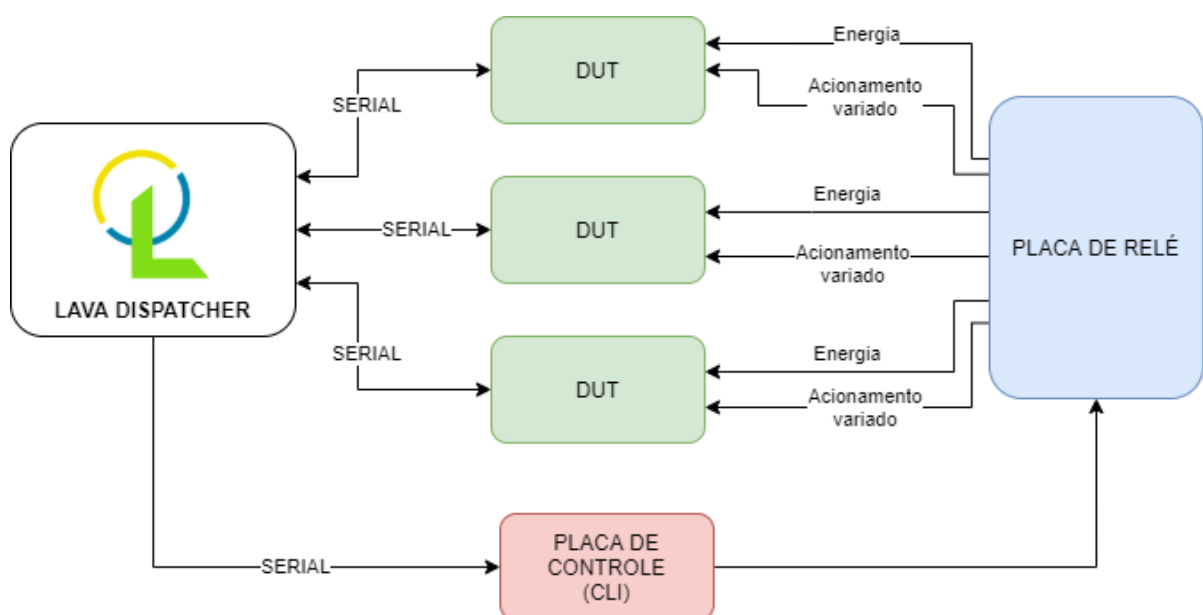 Energia
DUT
Acionamento
variado
SERIAL
Energia
SERIAL
DUT
PLACA DE RELÉ
Acionamento
variado
LAVA DISPATCHER
SERIAL
Energia
DUT
Acionamento
variado
PLACA DE
CONTROLE
(CLI)
SERIAL